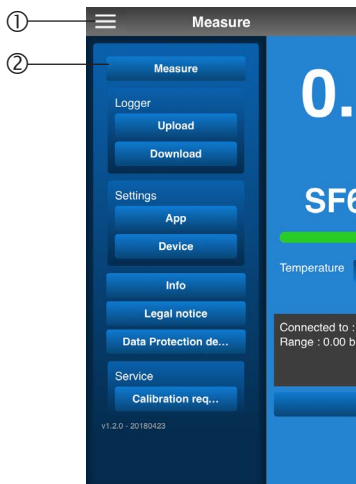 ①
Measure
②
Measure
Logger
Upload
Download
Settings
App
Device
Info
Legal notice
Data Protection de...
Service
Calibration req...
v1.2.0 - 20180423
0.
SF6
Temperature
Connected to :
Range : 0.00 b